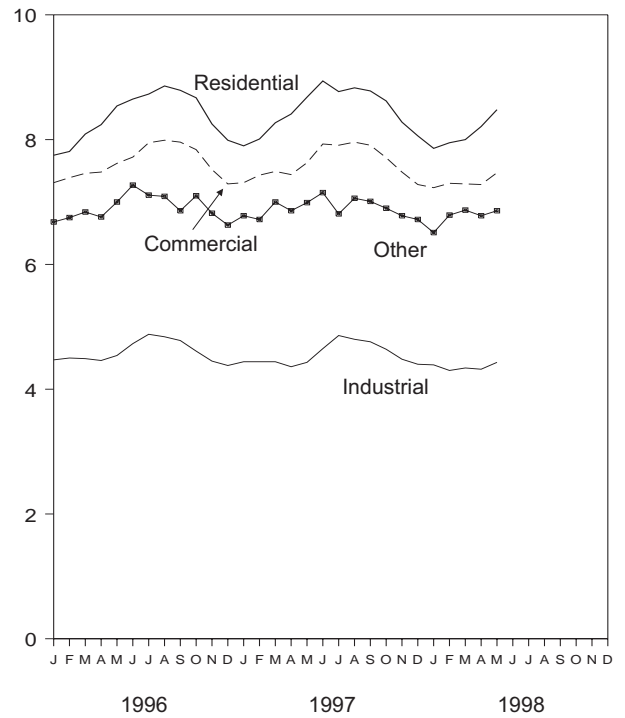 10
Residential
8
Commercial
Other
6
4
Industrial
2
0
J F M A M J J A S O N D J F M A M J J A S O N D J F M A M J J A S O N D
1996 1997 1998